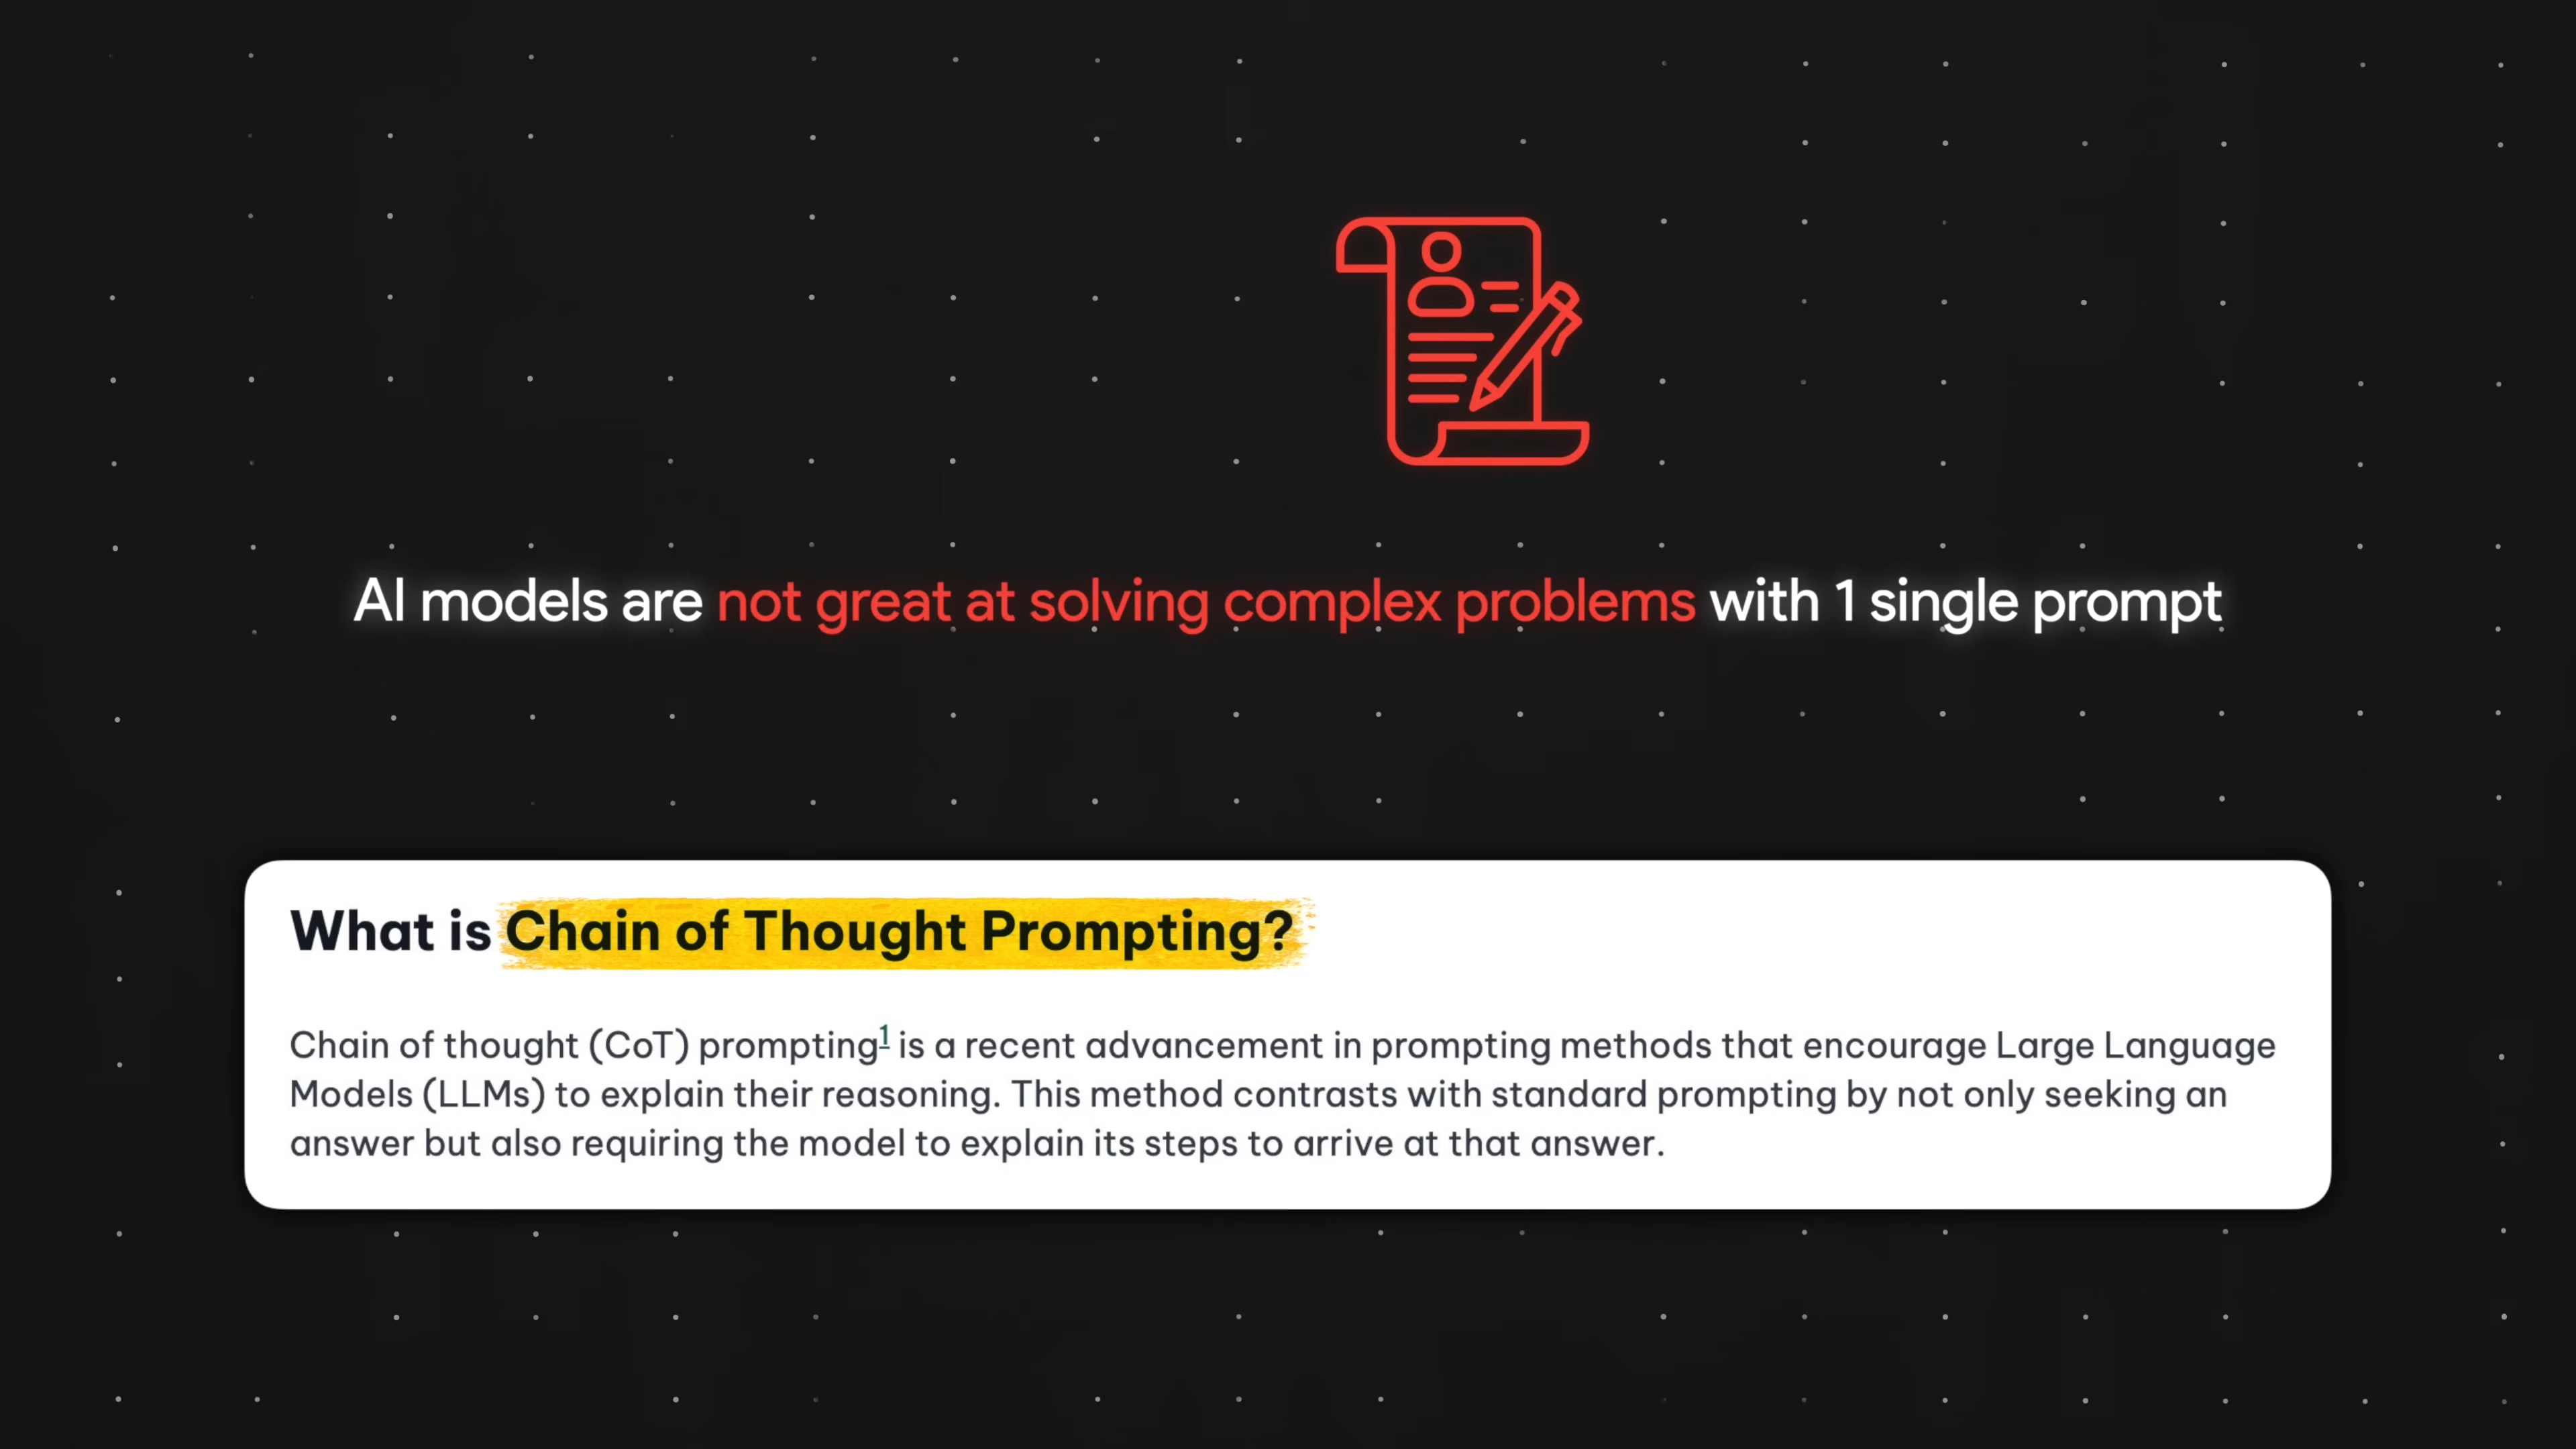 AI models are not great at solving complex problems with 1 single prompt
What is Chain of Thought Prompting?
Chain of thought (CoT) prompting1 is a recent advancement in prompting methods that encourage Large Language
Models (LLMs) to explain their reasoning. This method contrasts with standard prompting by not only seeking an
answer but also requiring the model to explain its steps to arrive at that answer.